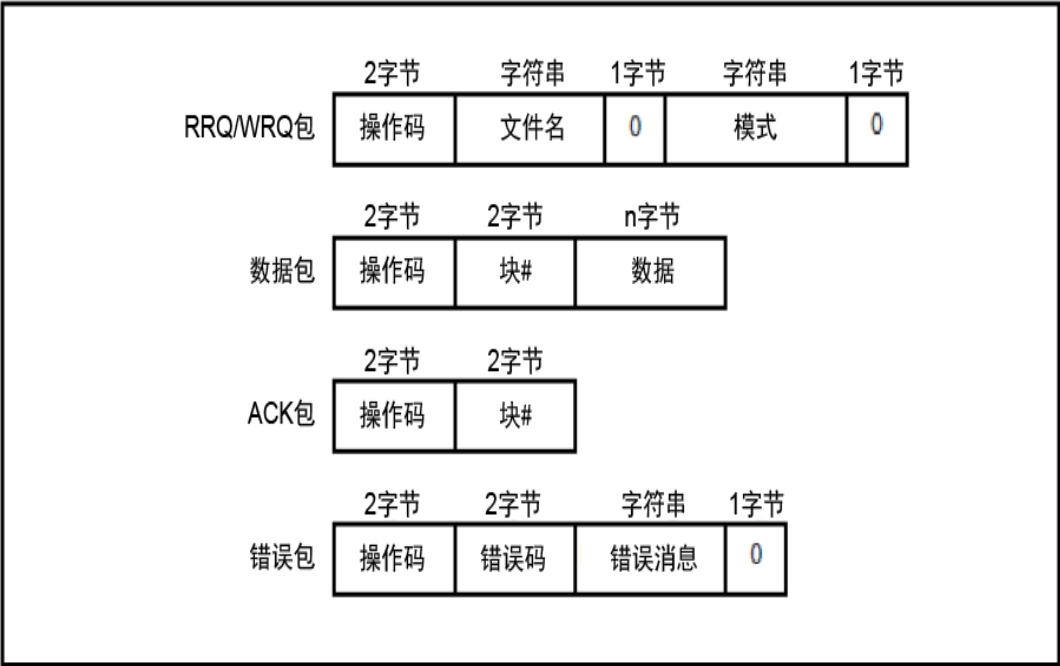 2字节 字符串 1字节 字符串 1字节
RRQ/WRQ包 操作码 文件名 0 模式 0
2字节 2字节 n字节
数据包 操作码 块# 数据
2字节 2字节
ACK包 操作码 块#
2字节 2字节 字符串 1字节
错误包 操作码 错误码 错误消息 0